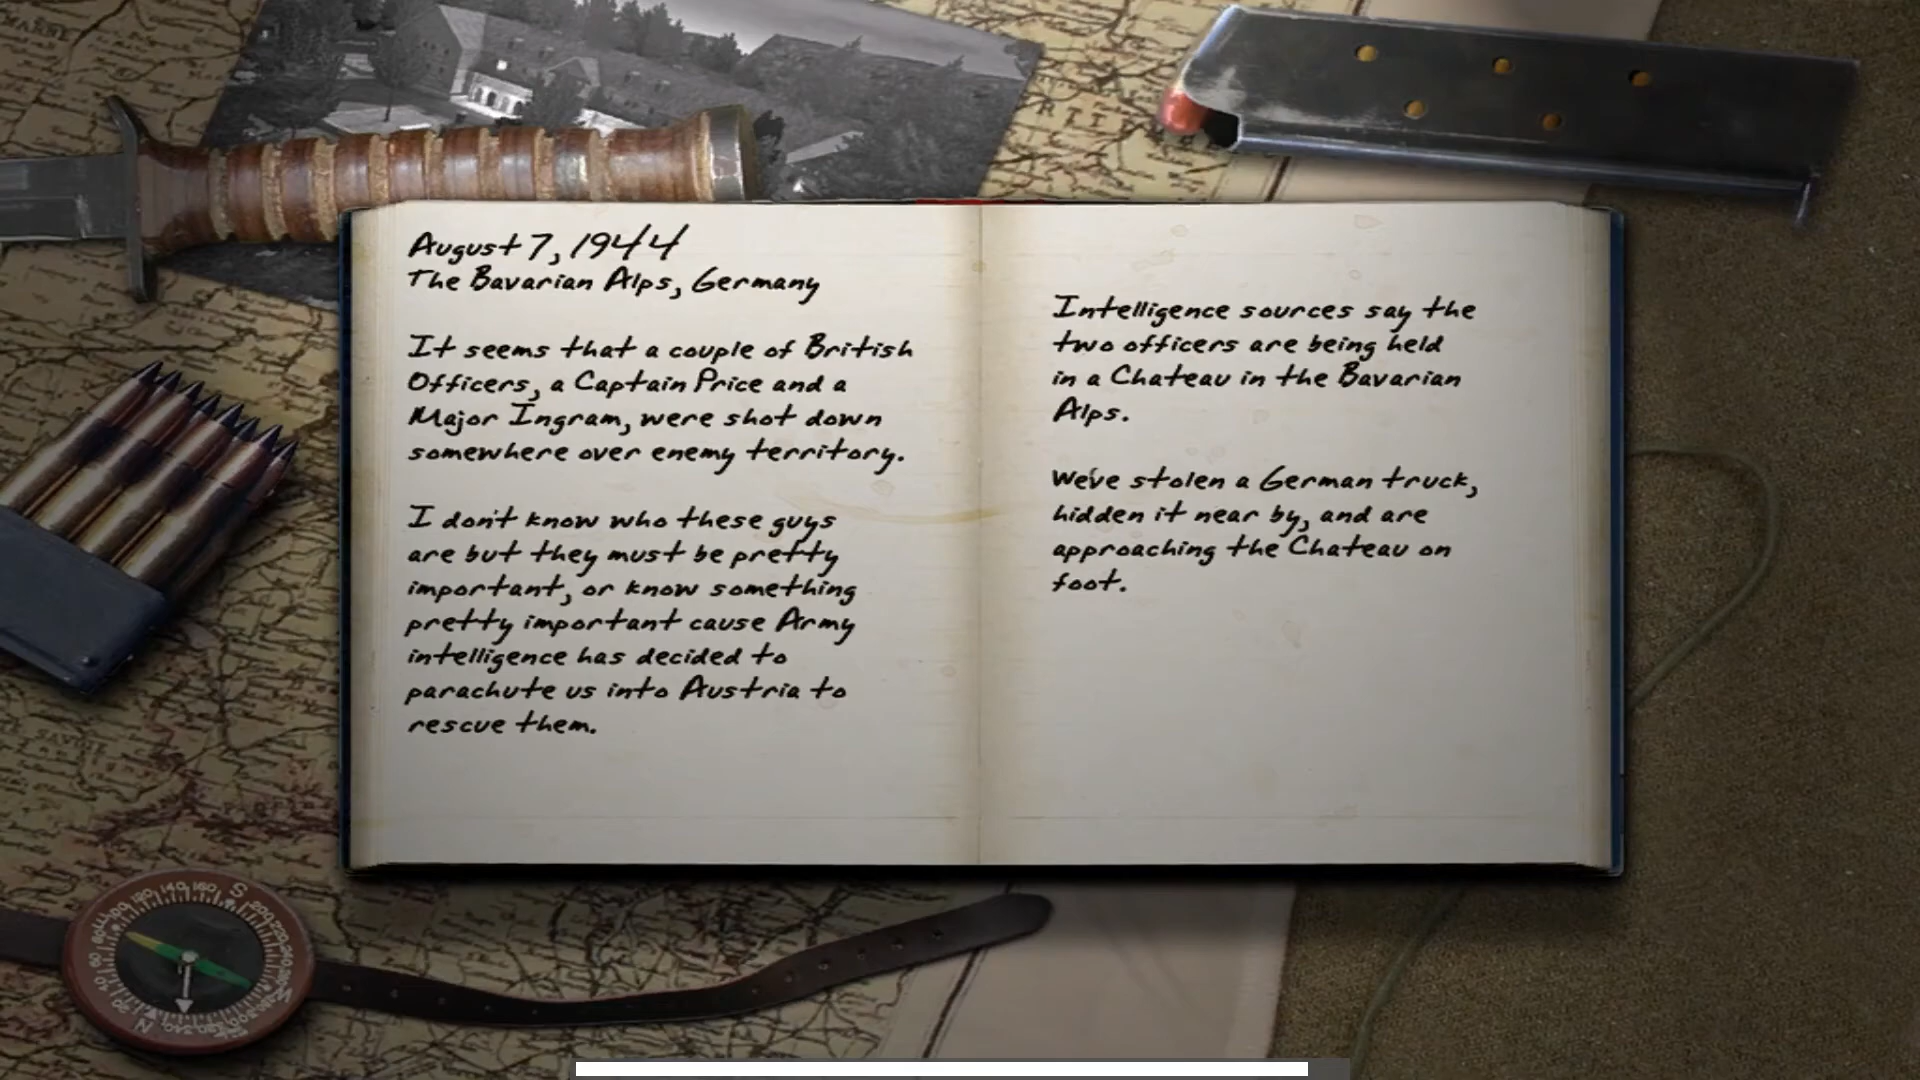 August 7, 1944
The Bavarian Alps, Germany
It seems that a couple of British
Officers, a Captain Price and a
Major Ingram, were shot down
somewhere over enemy territory.
I don't know who these guys
are but they must be pretty
important, or know something
pretty important cause Army
intelligence has decided to
parachute us into Austria to
rescue them.
Intelligence sources say the
two officers are being held
in a Chateau in the Bavarian
Alps.
We've stolen a German truck,
hidden it near by, and are
approaching the Chateau on
foot.